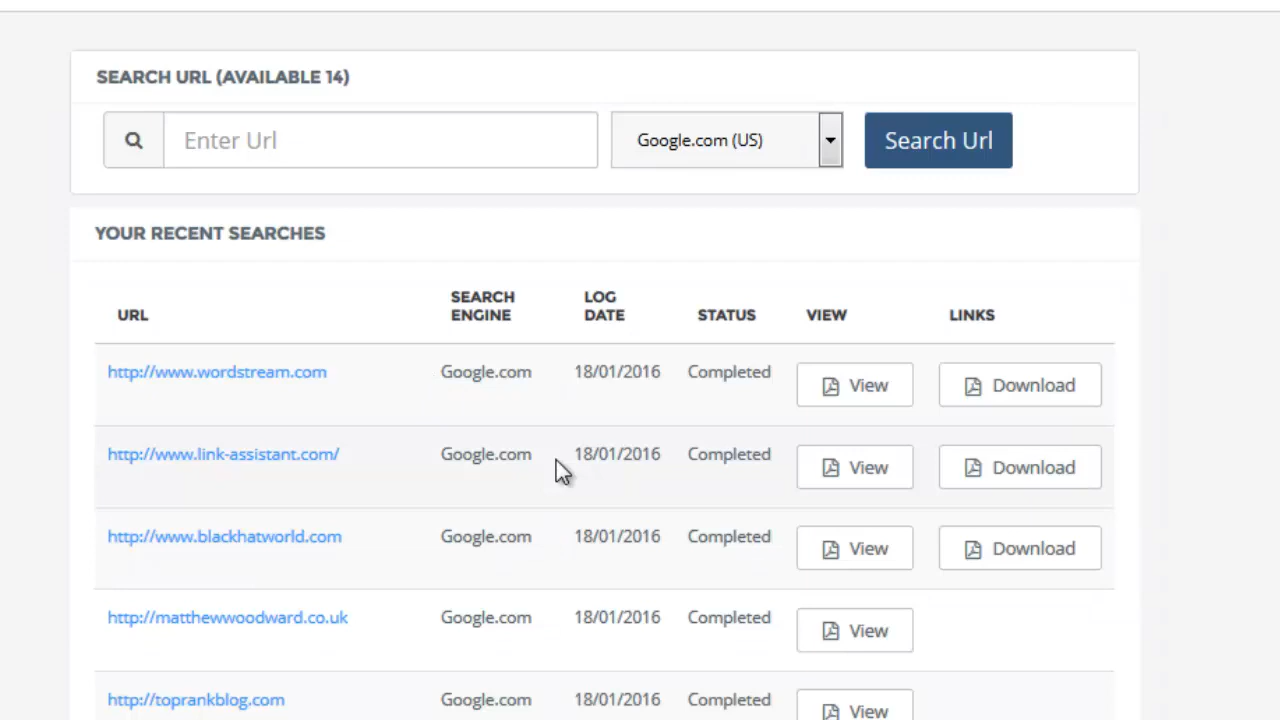 SEARCH URL (AVAILABLE 14)
Enter Url
Google.com (US)
Search Url
YOUR RECENT SEARCHES
URL
SEARCH ENGINE
LOG DATE
STATUS
VIEW
LINKS
http://www.wordstream.com Google.com 18/01/2016 Completed View Download
http://www.link-assistant.com/ Google.com 18/01/2016 Completed View Download
http://www.blackhatworld.com Google.com 18/01/2016 Completed View Download
http://matthewwoodward.co.uk Google.com 18/01/2016 Completed View
http://toprankblog.com Google.com 18/01/2016 Completed View